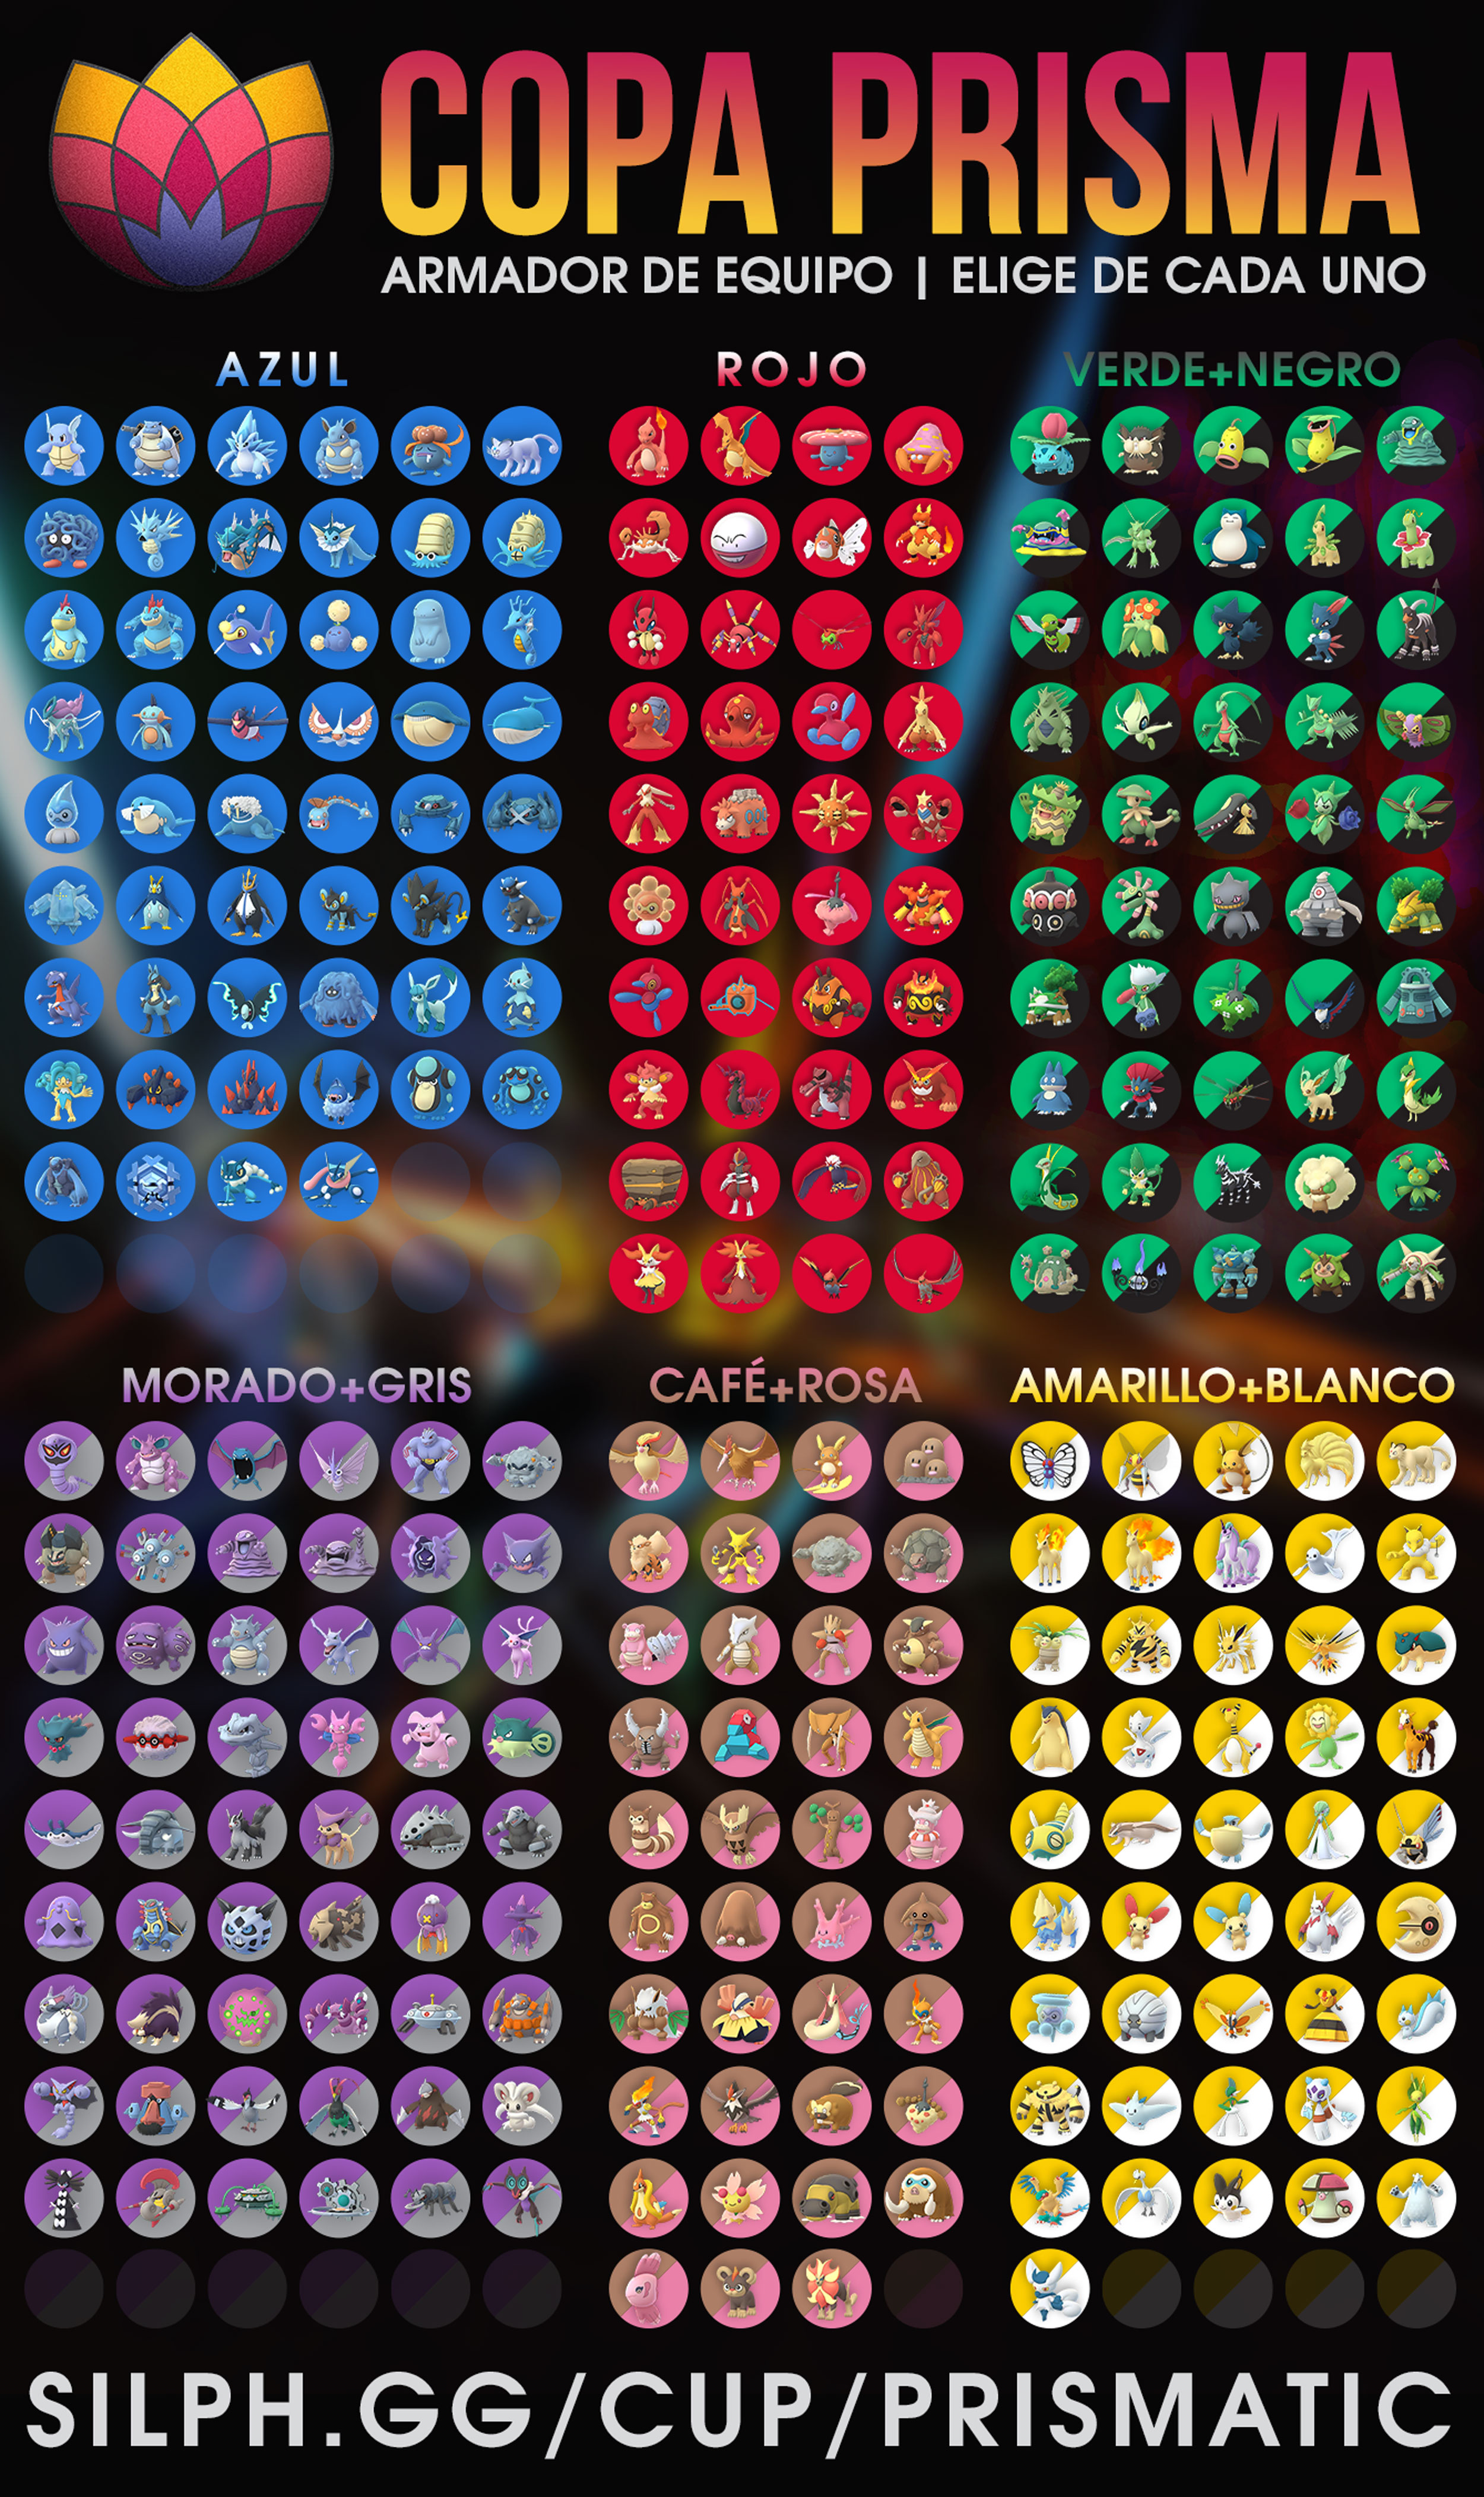 COPA PRISMA
ARMADOR DE EQUIPO | ELIGE DE CADA UNO
AZUL
ROJO
VERDE+NEGRO
MORADO+GRIS
CAFÉ+ROSA
AMARILLO+BLANCO
SILPH.GG/CUP/PRISMATIC